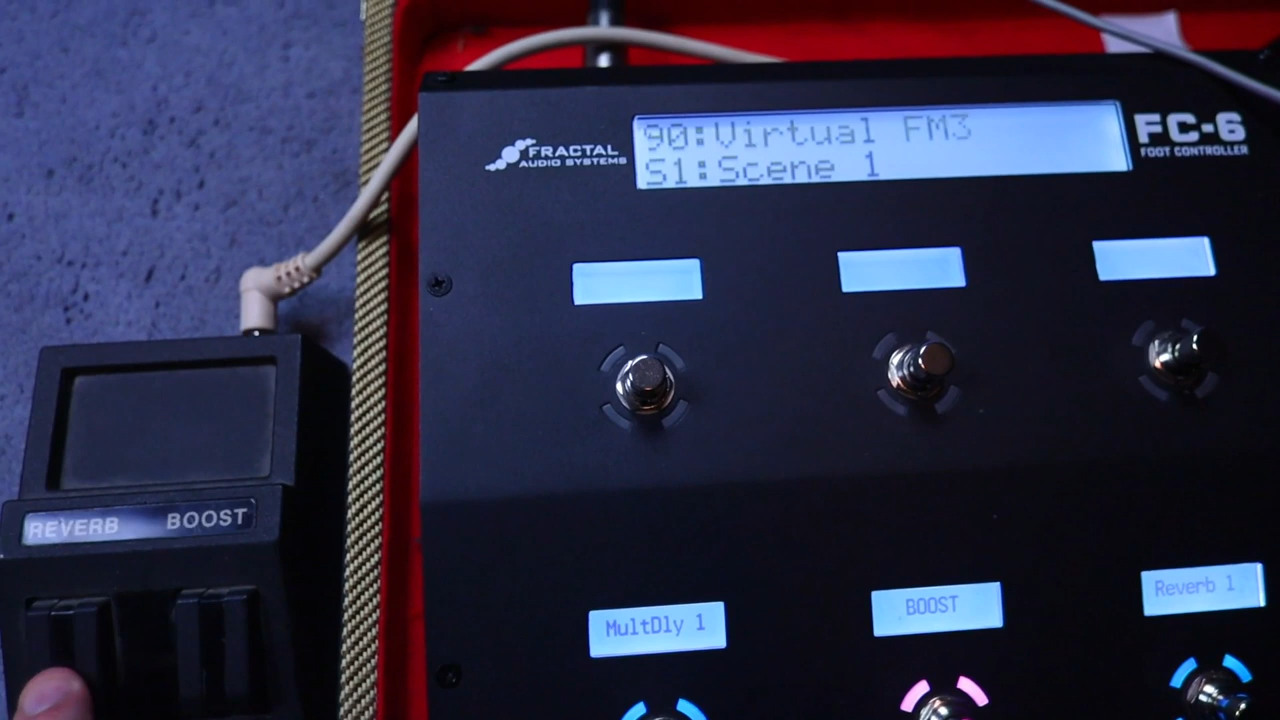 FRACTAL
AUDIO SYSTEMS
90:Virtual FM3
S1:Scene 1
FC-6
FOOT CONTROLLER
REVERB BOOST
MultDly 1
BOOST
Reverb 1